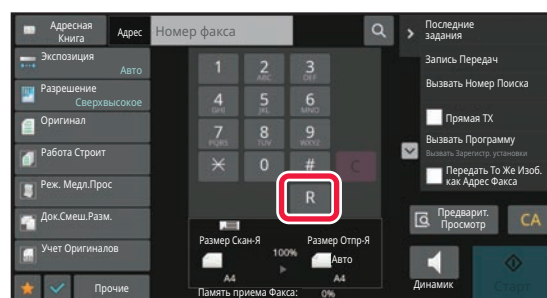 Адресная
Книга
Адрес
Номер факса
Последние
задания
Экспозиция
Авто
Разрешение
Сверхвысокое
Оригинал
Работа Строит
Реж. Медл.Прос
Док.Смеш.Разм.
Учет Оригиналов
Прочие
1
2
ABC
3
DEF
4
GHI
5
JKL
6
MNO
7
PQRS
8
TUV
9
WXYZ
0
#
C
R
Размер Скан-Я
100%
Размер Отпр-Я
Авто
A4
A4
Память приема Факса:
0%
Запись Передач
Вызвать Номер Поиска
Прямая TX
Вызвать Программу
Вызвать Зарегистр. установки
Передать То Же Изоб.
как Адрес Факса
Предварит.
Просмотр
CA
Динамик
Старт